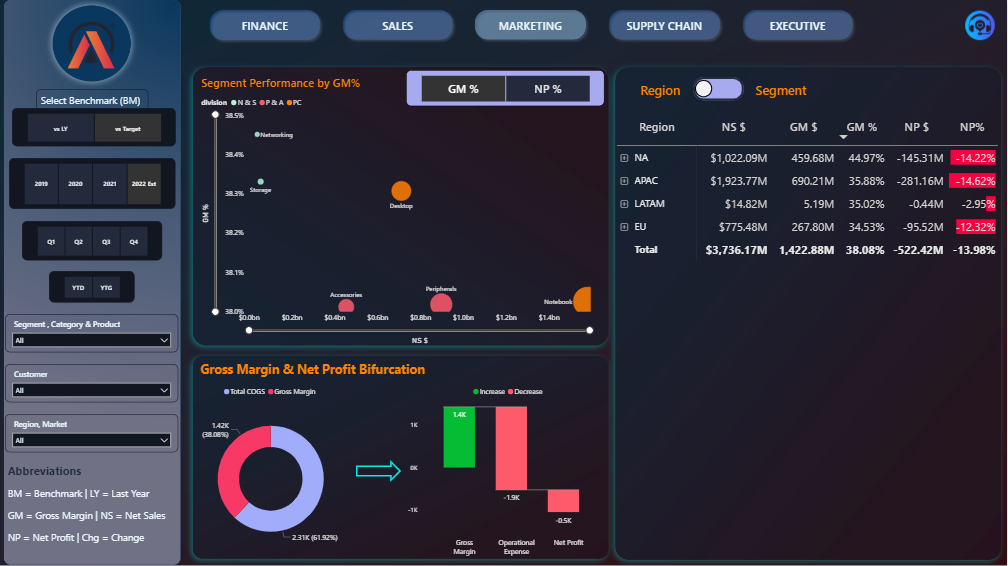 FINANCE SALES MARKETING SUPPLY CHAIN EXECUTIVE
Select Benchmark (BM)
vs LY vs Target
2019 2020 2021 2022 Est
Q1 Q2 Q3 Q4
YTD YTG
Segment , Category & Product
All
Customer
All
Region, Market
All
Abbreviations
BM = Benchmark | LY = Last Year
GM = Gross Margin | NS = Net Sales
NP = Net Profit | Chg = Change
Segment Performance by GM%
GM % NP %
division N & S P & A PC
38.5%
38.4%
38.3%
38.2%
38.1%
38.0%
GM %
Networking
Storage
Desktop
Accessories
Peripherals
Notebook
$0.0bn $0.2bn $0.4bn $0.6bn $0.8bn $1.0bn $1.2bn $1.4bn
NS $
Gross Margin & Net Profit Bifurcation
Total COGS Gross Margin
1.42K
(38.08%)
2.31K (61.92%)
Increase Decrease
1K
0K
-1K
1.4K
-1.9K
-0.5K
Gross
Margin
Operational
Expense
Net Profit
Region Segment
Region NS $ GM $ GM % NP $ NP%
NA $1,022.09M 459.68M 44.97% -145.31M -14.22%
APAC $1,923.77M 690.21M 35.88% -281.16M -14.62%
LATAM $14.82M 5.19M 35.02% -0.44M -2.95%
EU $775.48M 267.80M 34.53% -95.52M -12.32%
Total $3,736.17M 1,422.88M 38.08% -522.42M -13.98%